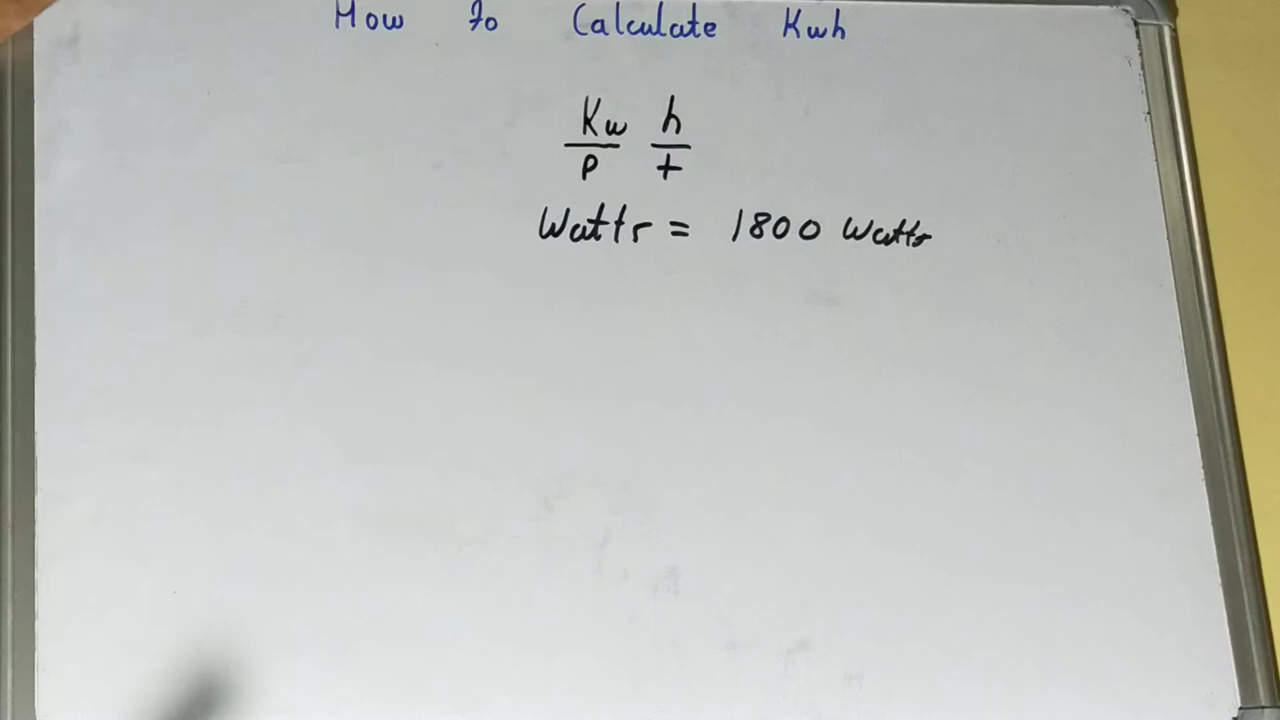 How to Calculate Kwh
Kw h
P t
Watts = 1800 Watts